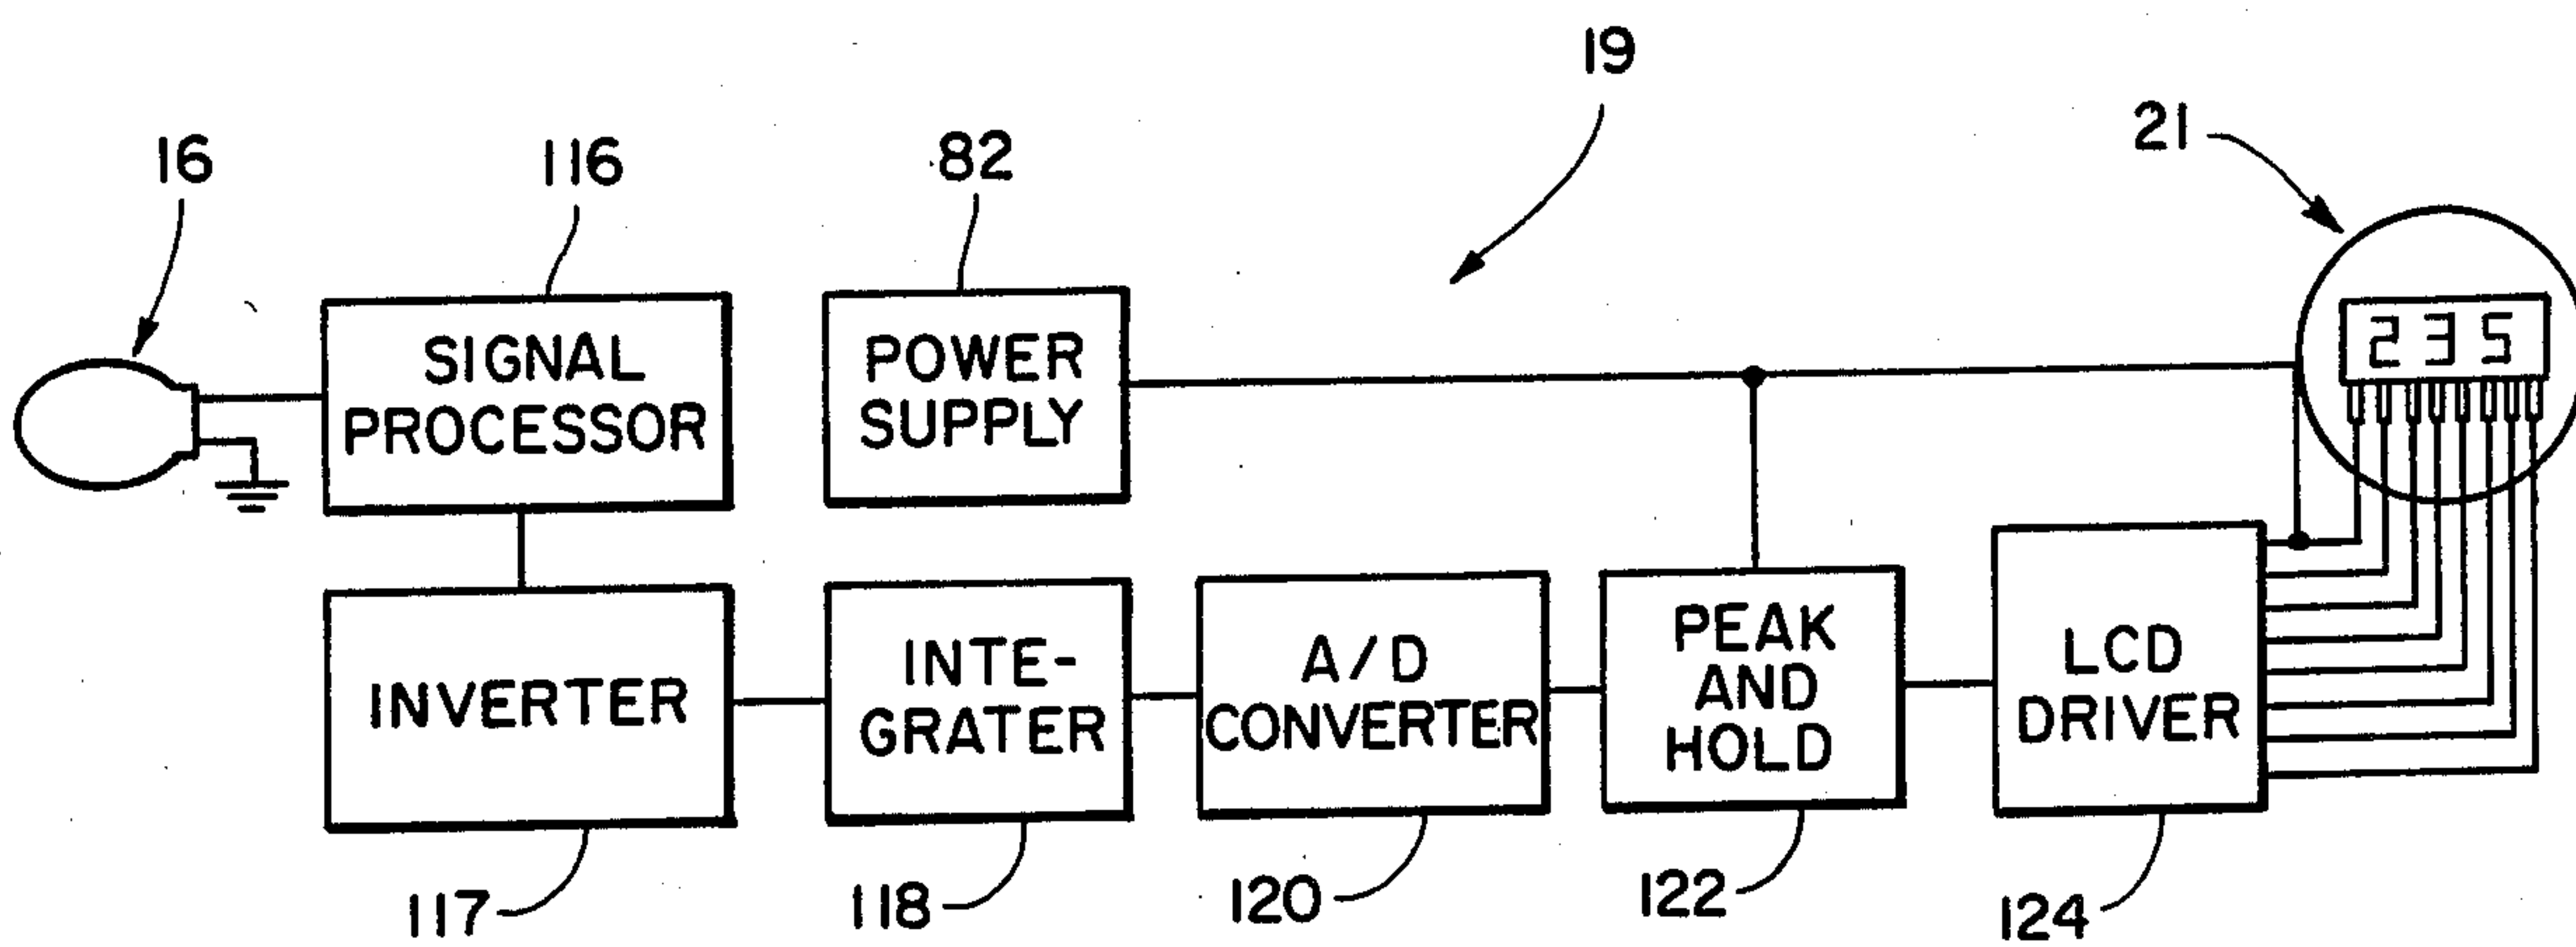 19
16
116
82
21
SIGNAL
PROCESSOR
POWER
SUPPLY
235
INVERTER
INTE-
GRATER
A/D
CONVERTER
PEAK
AND
HOLD
LCD
DRIVER
117
118
120
122
124